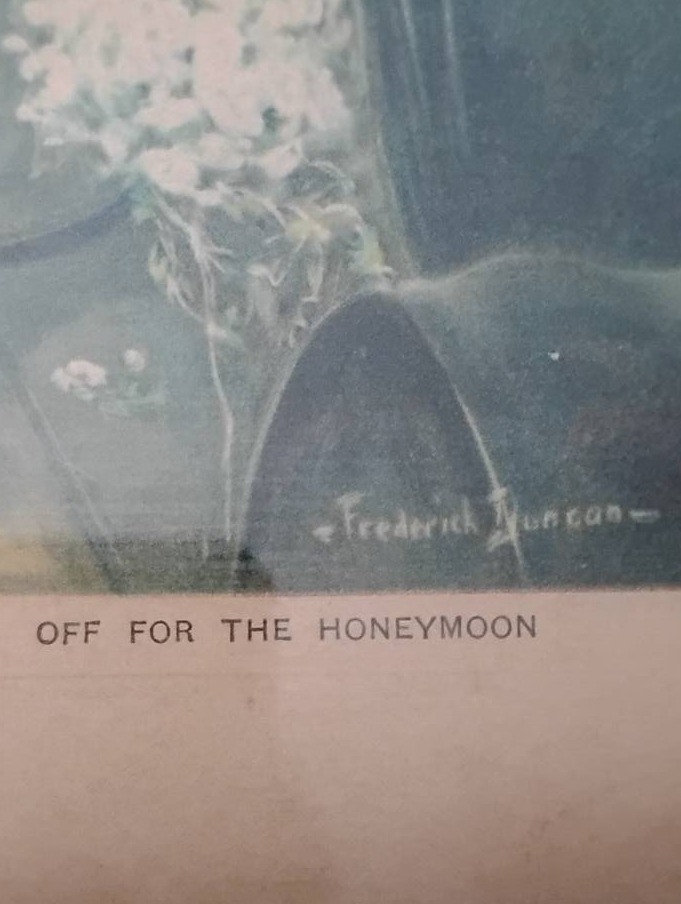 -Frederick Duncan-
OFF FOR THE HONEYMOON